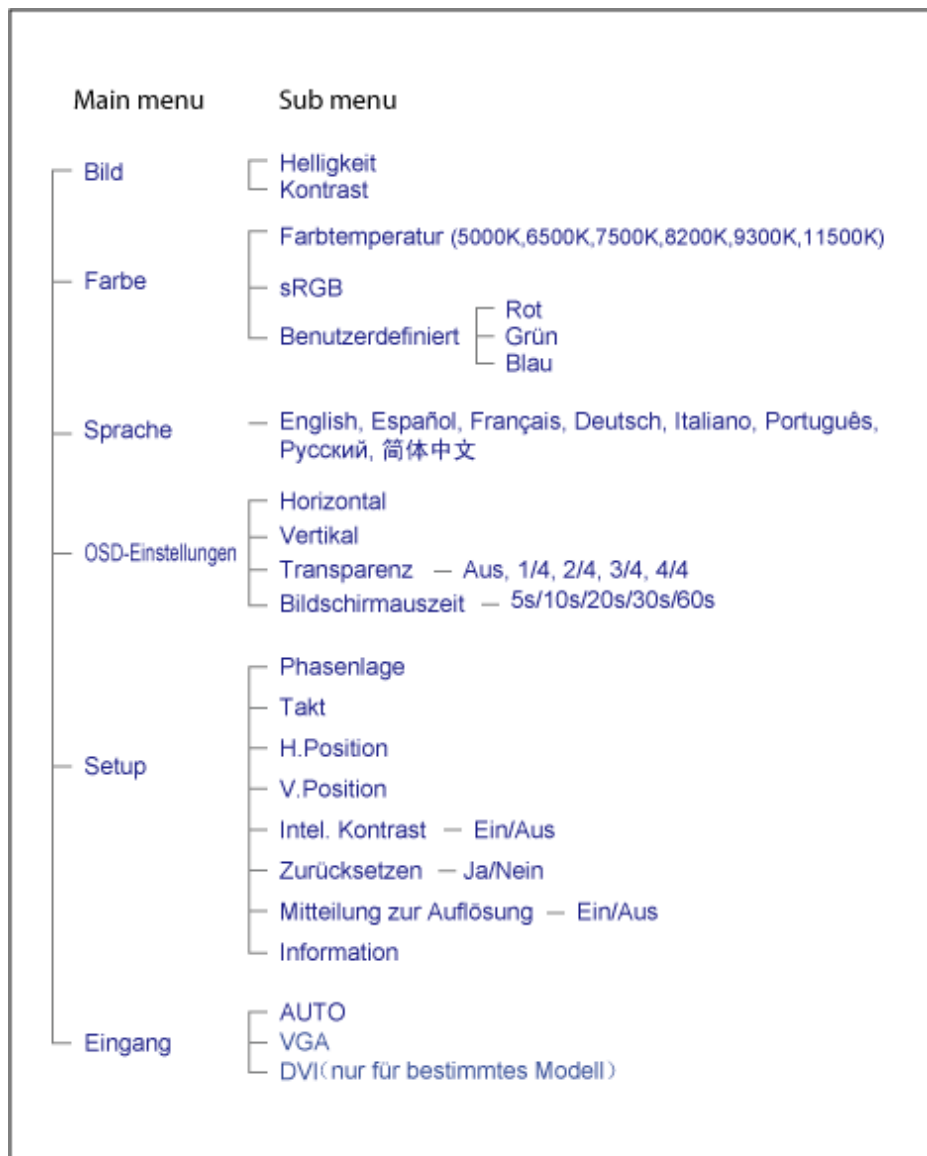 Main menu Sub menu
Bild
Helligkeit
Kontrast
Farbe
Farbtemperatur (5000K,6500K,7500K,8200K,9300K,11500K)
sRGB
Benutzerdefiniert
Rot
Grün
Blau
Sprache
English, Español, Français, Deutsch, Italiano, Português,
Русский, 简体中文
OSD-Einstellungen
Horizontal
Vertikal
Transparenz — Aus, 1/4, 2/4, 3/4, 4/4
Bildschirmauszeit — 5s/10s/20s/30s/60s
Setup
Phasenlage
Takt
H.Position
V.Position
Intel. Kontrast — Ein/Aus
Zurücksetzen — Ja/Nein
Mitteilung zur Auflösung — Ein/Aus
Information
Eingang
AUTO
VGA
DVI（nur für bestimmtes Modell）